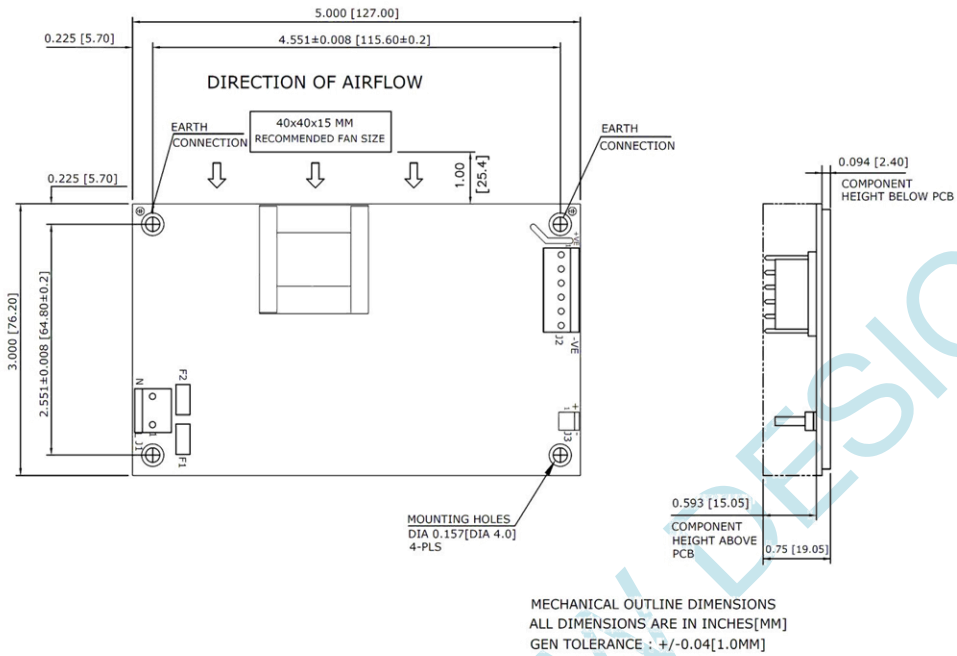 5.000 [127.00]
0.225 [5.70]
4.551±0.008 [115.60±0.2]
DIRECTION OF AIRFLOW
40x40x15 MM
RECOMMENDED FAN SIZE
EARTH
CONNECTION
EARTH
CONNECTION
1.00
[25.4]
0.225 [5.70]
0.094 [2.40]
COMPONENT
HEIGHT BELOW PCB
3.000 [76.20]
2.551±0.008 [64.80±0.2]
+VE
1
J2
-VE
N
F2
1
L
J1
F1
+
1
-
J3
MOUNTING HOLES
DIA 0.157[DIA 4.0]
4-PLS
0.593 [15.05]
COMPONENT
HEIGHT ABOVE
PCB
0.75 [19.05]
MECHANICAL OUTLINE DIMENSIONS
ALL DIMENSIONS ARE IN INCHES[MM]
GEN TOLERANCE : +/-0.04[1.0MM]